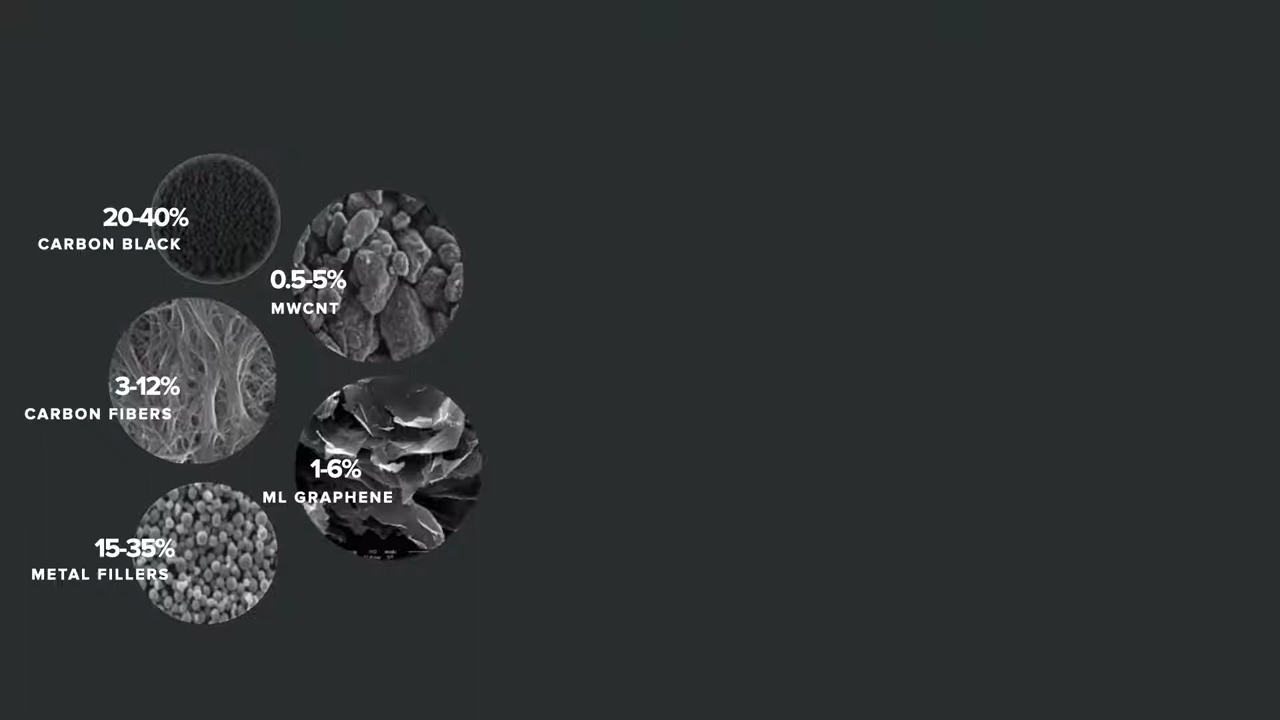 20-40%
CARBON BLACK
0.5-5%
MWCNT
3-12%
CARBON FIBERS
1-6%
ML GRAPHENE
15-35%
METAL FILLERS